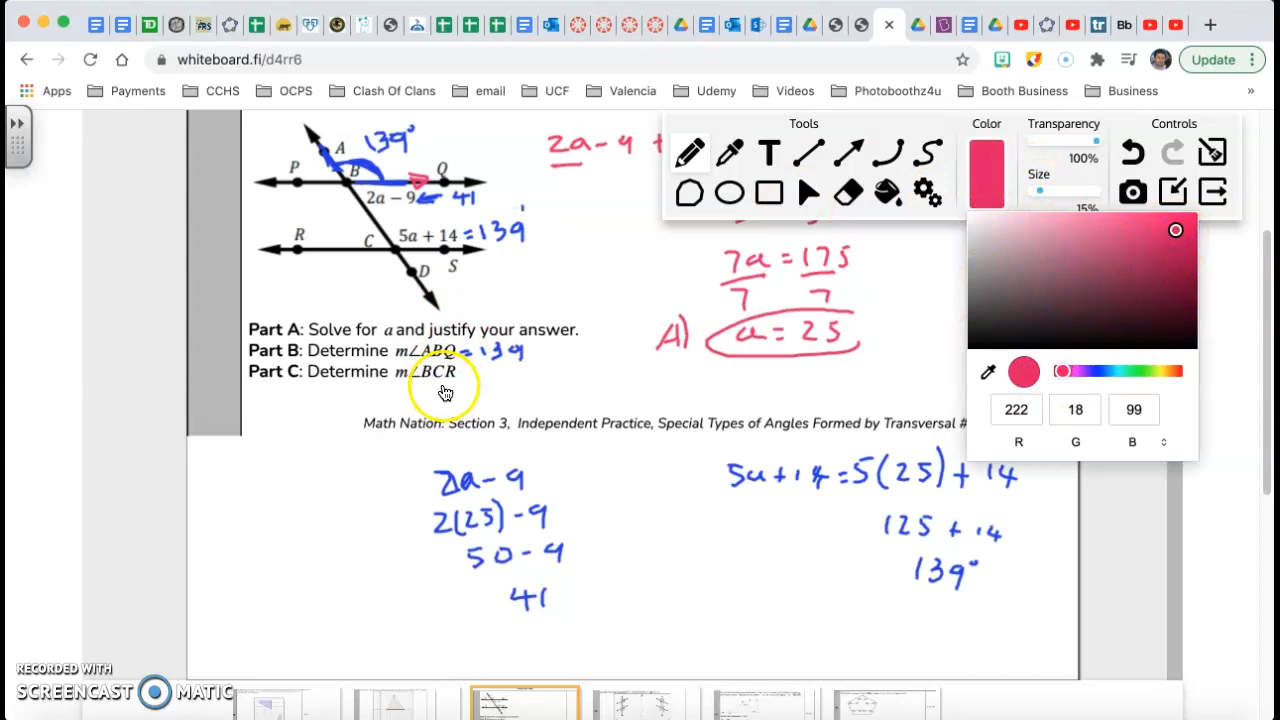 whiteboard.fi/d4rr6
Update
Apps Payments CCHS OCPS Clash Of Clans email UCF Valencia Udemy Videos Photoboothz4u Booth Business Business »
Tools Color Transparency Controls
100%
Size
15%
A 139°
P B Q
2a – 9 ← 41
R C 5a + 14 = 139
D S
2a - 9 +
7a = 175
7 7
A) a = 25
Part A: Solve for a and justify your answer.
Part B: Determine m∠ABQ = 139
Part C: Determine m∠BCR
222 18 99
R G B
Math Nation: Section 3, Independent Practice, Special Types of Angles Formed by Transversal #
2a - 9
2(25) - 9
50 - 9
41
5a + 14 = 5(25) + 14
125 + 14
139°
RECORDED WITH
SCREENCAST MATIC